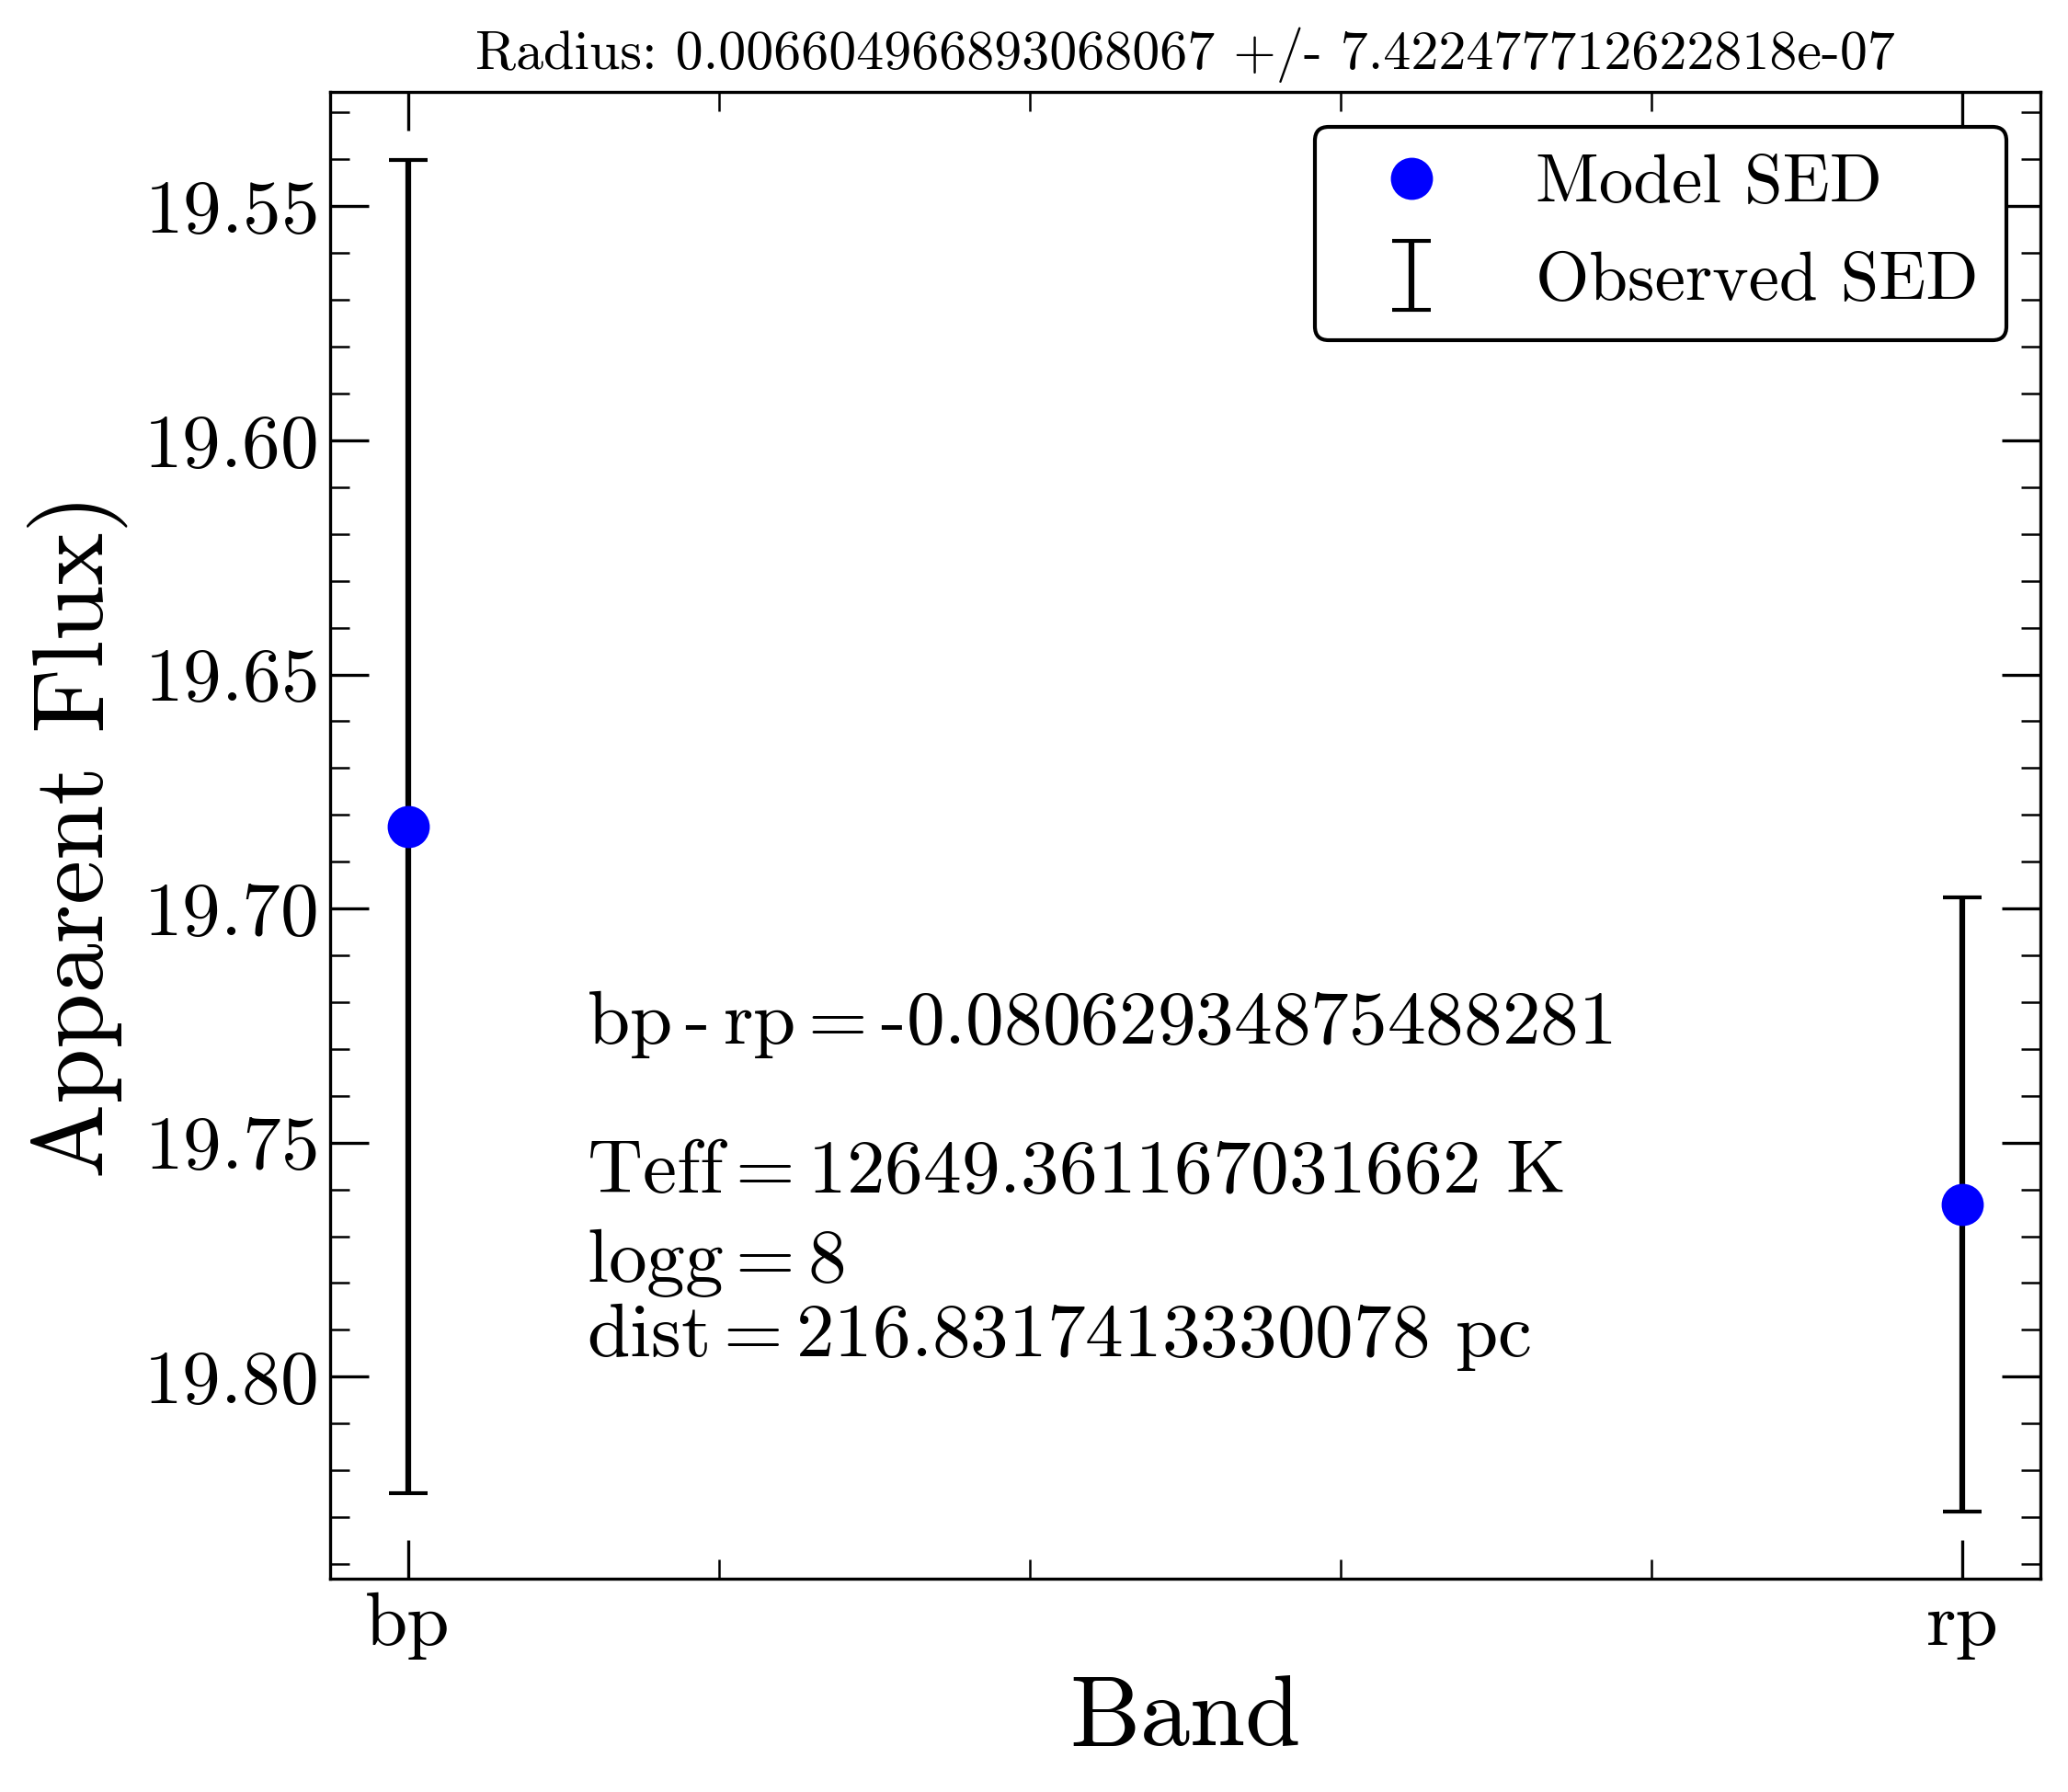 Radius: 0.006604966893068067 +/- 7.422477712622818e-07
Model SED
Observed SED
19.55
19.60
19.65
19.70
19.75
19.80
Apparent Flux)
bp - rp = -0.08062934875488281
Teff = 12649.361167031662 K
logg = 8
dist = 216.8317413330078 pc
bp
rp
Band